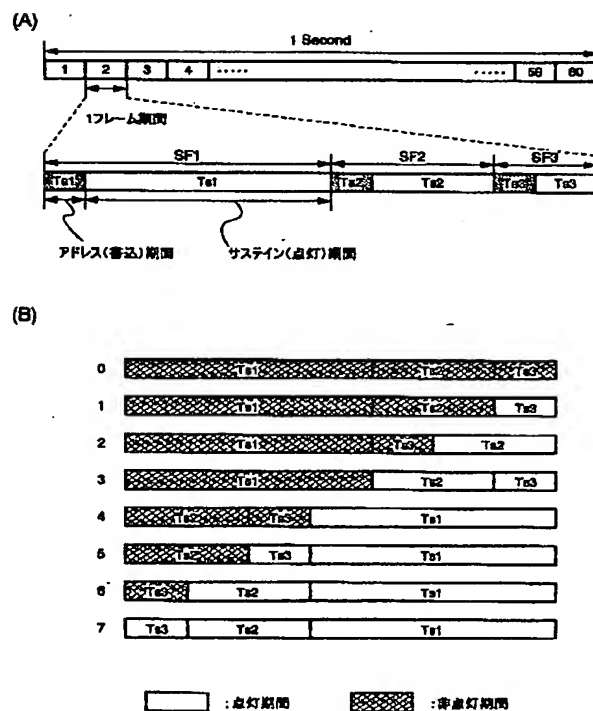 (A)
1 Second
1 2 3 4 ‥‥‥ ‥‥‥ 58 60
1フレーム期間
SF1 SF2 SF3
Ts1 Ts1 Ts2 Ts2 Ts3 Ts3
アドレス(書込)期間 サステイン(点灯)期間
(B)
0 Ts1 Ts2 Ts3
1 Ts1 Ts2 Ts3
2 Ts1 Ts3 Ts2
3 Ts1 Ts2 Ts3
4 Ts2 Ts3 Ts1
5 Ts2 Ts3 Ts1
6 Ts3 Ts2 Ts1
7 Ts3 Ts2 Ts1
:点灯期間 :非点灯期間